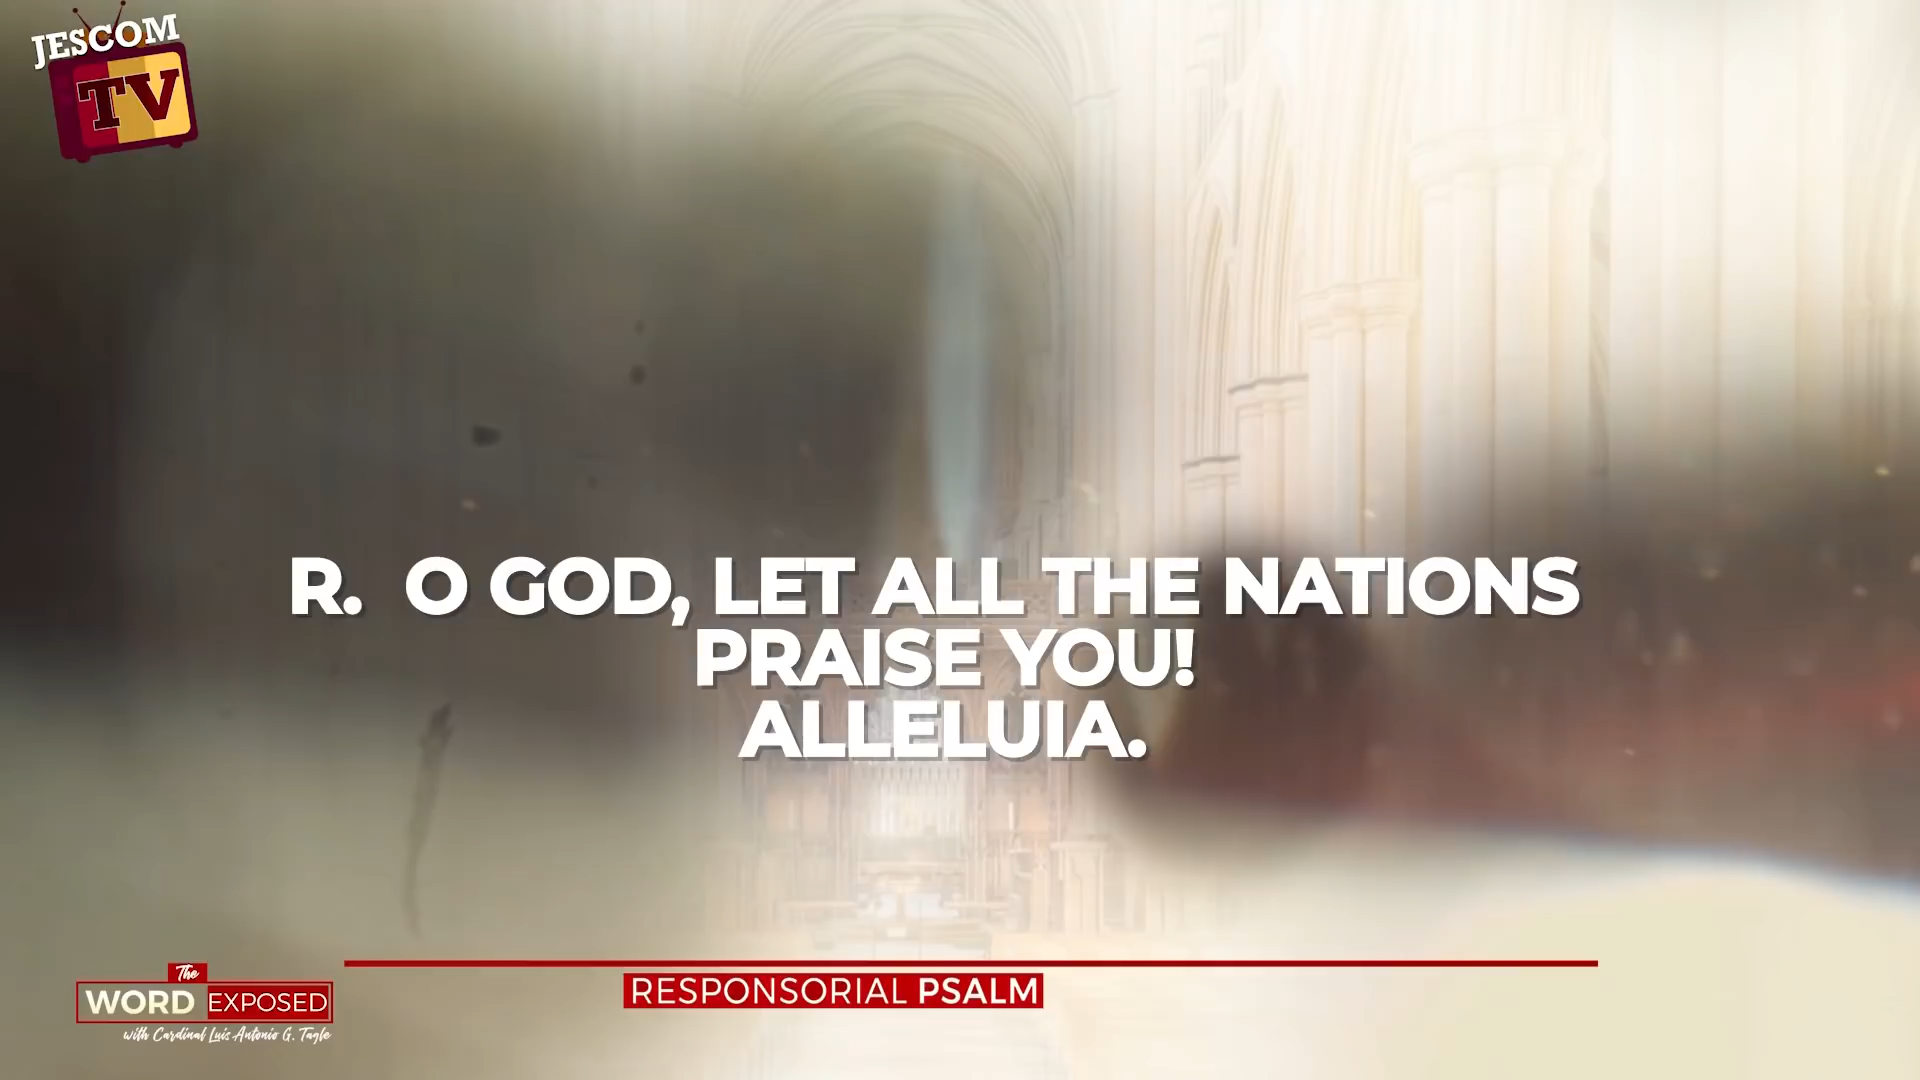 JESCOM
TV
R. O GOD, LET ALL THE NATIONS
PRAISE YOU!
ALLELUIA.
RESPONSORIAL PSALM
The
WORD EXPOSED
with Cardinal Luis Antonio G. Tagle